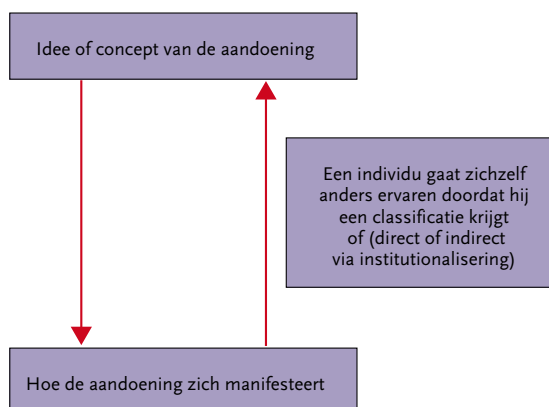 Idee of concept van de aandoening
Een individu gaat zichzelf
anders ervaren doordat hij
een classificatie krijgt
of (direct of indirect
via institutionalisering)
Hoe de aandoening zich manifesteert